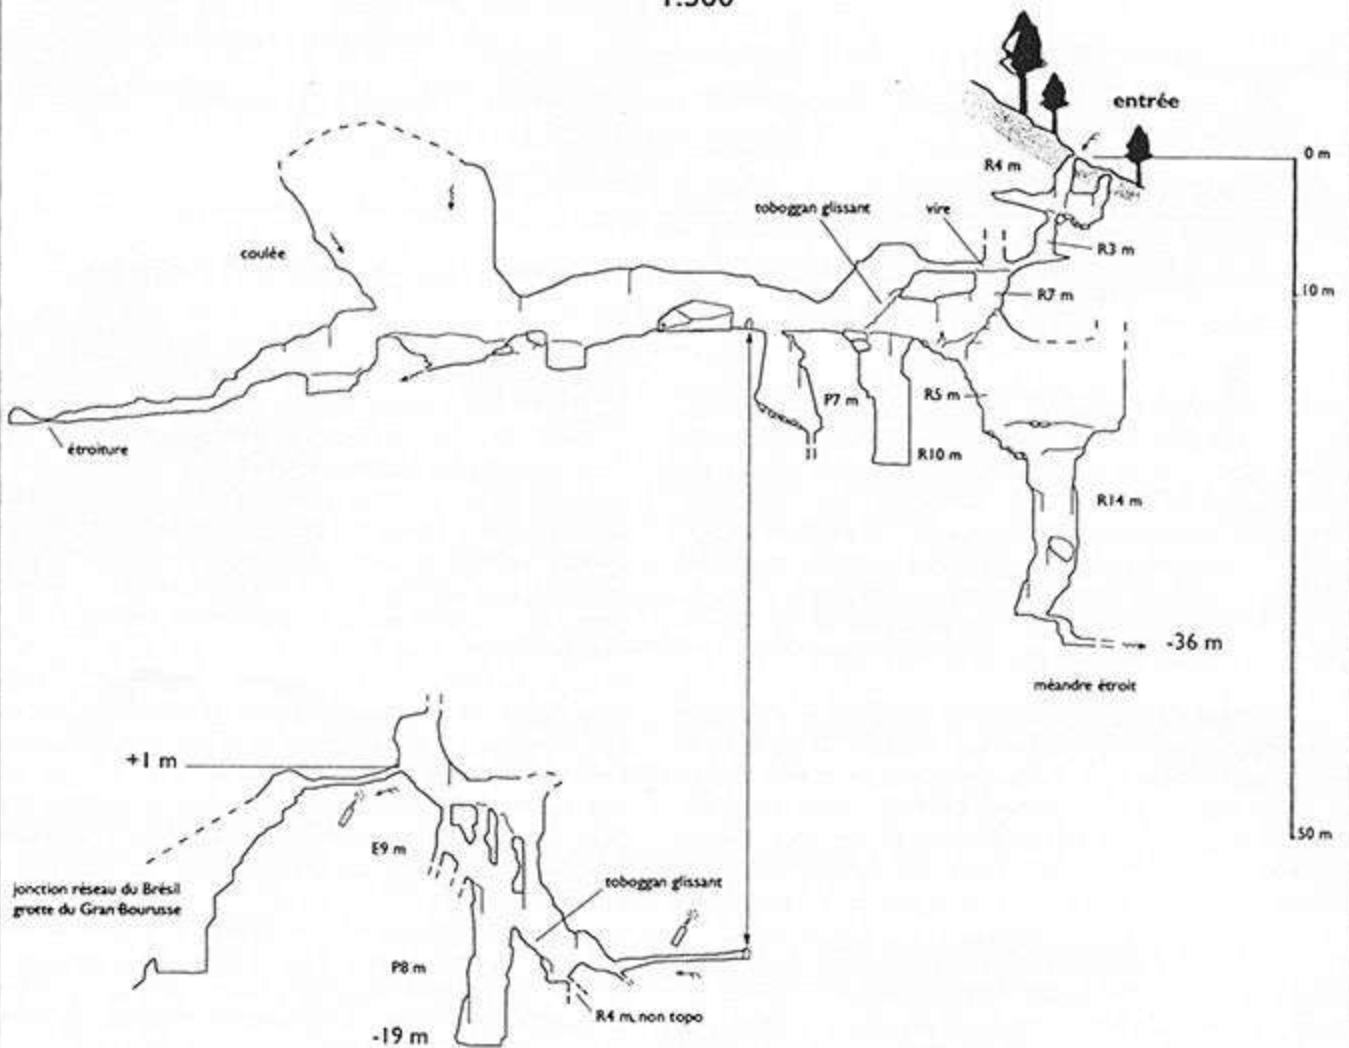 entrée
0 m
R4 m
toboggan glissant
vire
coulée
R3 m
10 m
R7 m
P7 m
R5 m
étroiture
R10 m
R14 m
-36 m
méandre étroit
+1 m
50 m
E9 m
jonction réseau du Brésil
grotte du Gran Bourusse
toboggan glissant
P8 m
R4 m, non topo
-19 m